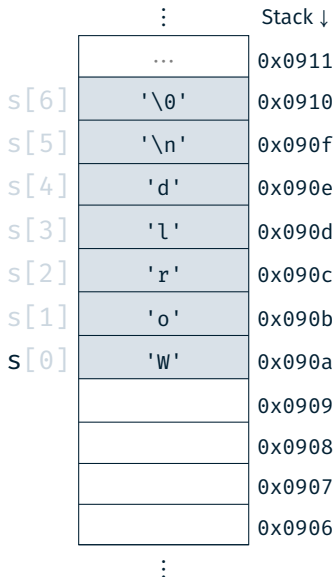 ⋮ Stack ↓
... 0x0911
s[6] '\0' 0x0910
s[5] '\n' 0x090f
s[4] 'd' 0x090e
s[3] 'l' 0x090d
s[2] 'r' 0x090c
s[1] 'o' 0x090b
s[0] 'W' 0x090a
0x0909
0x0908
0x0907
0x0906
⋮